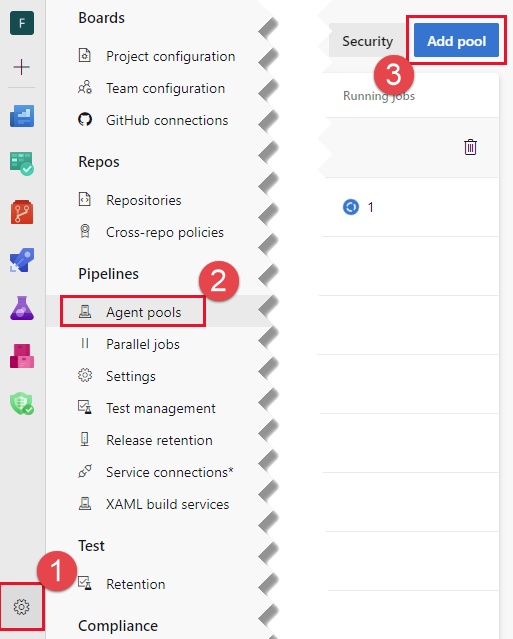 F
Boards
Project configuration
Team configuration
GitHub connections
Repos
Repositories
Cross-repo policies
Pipelines
2
Agent pools
Parallel jobs
Settings
Test management
Release retention
Service connections*
XAML build services
Test
1
Retention
Compliance
Security
Add pool
3
Running jobs
1